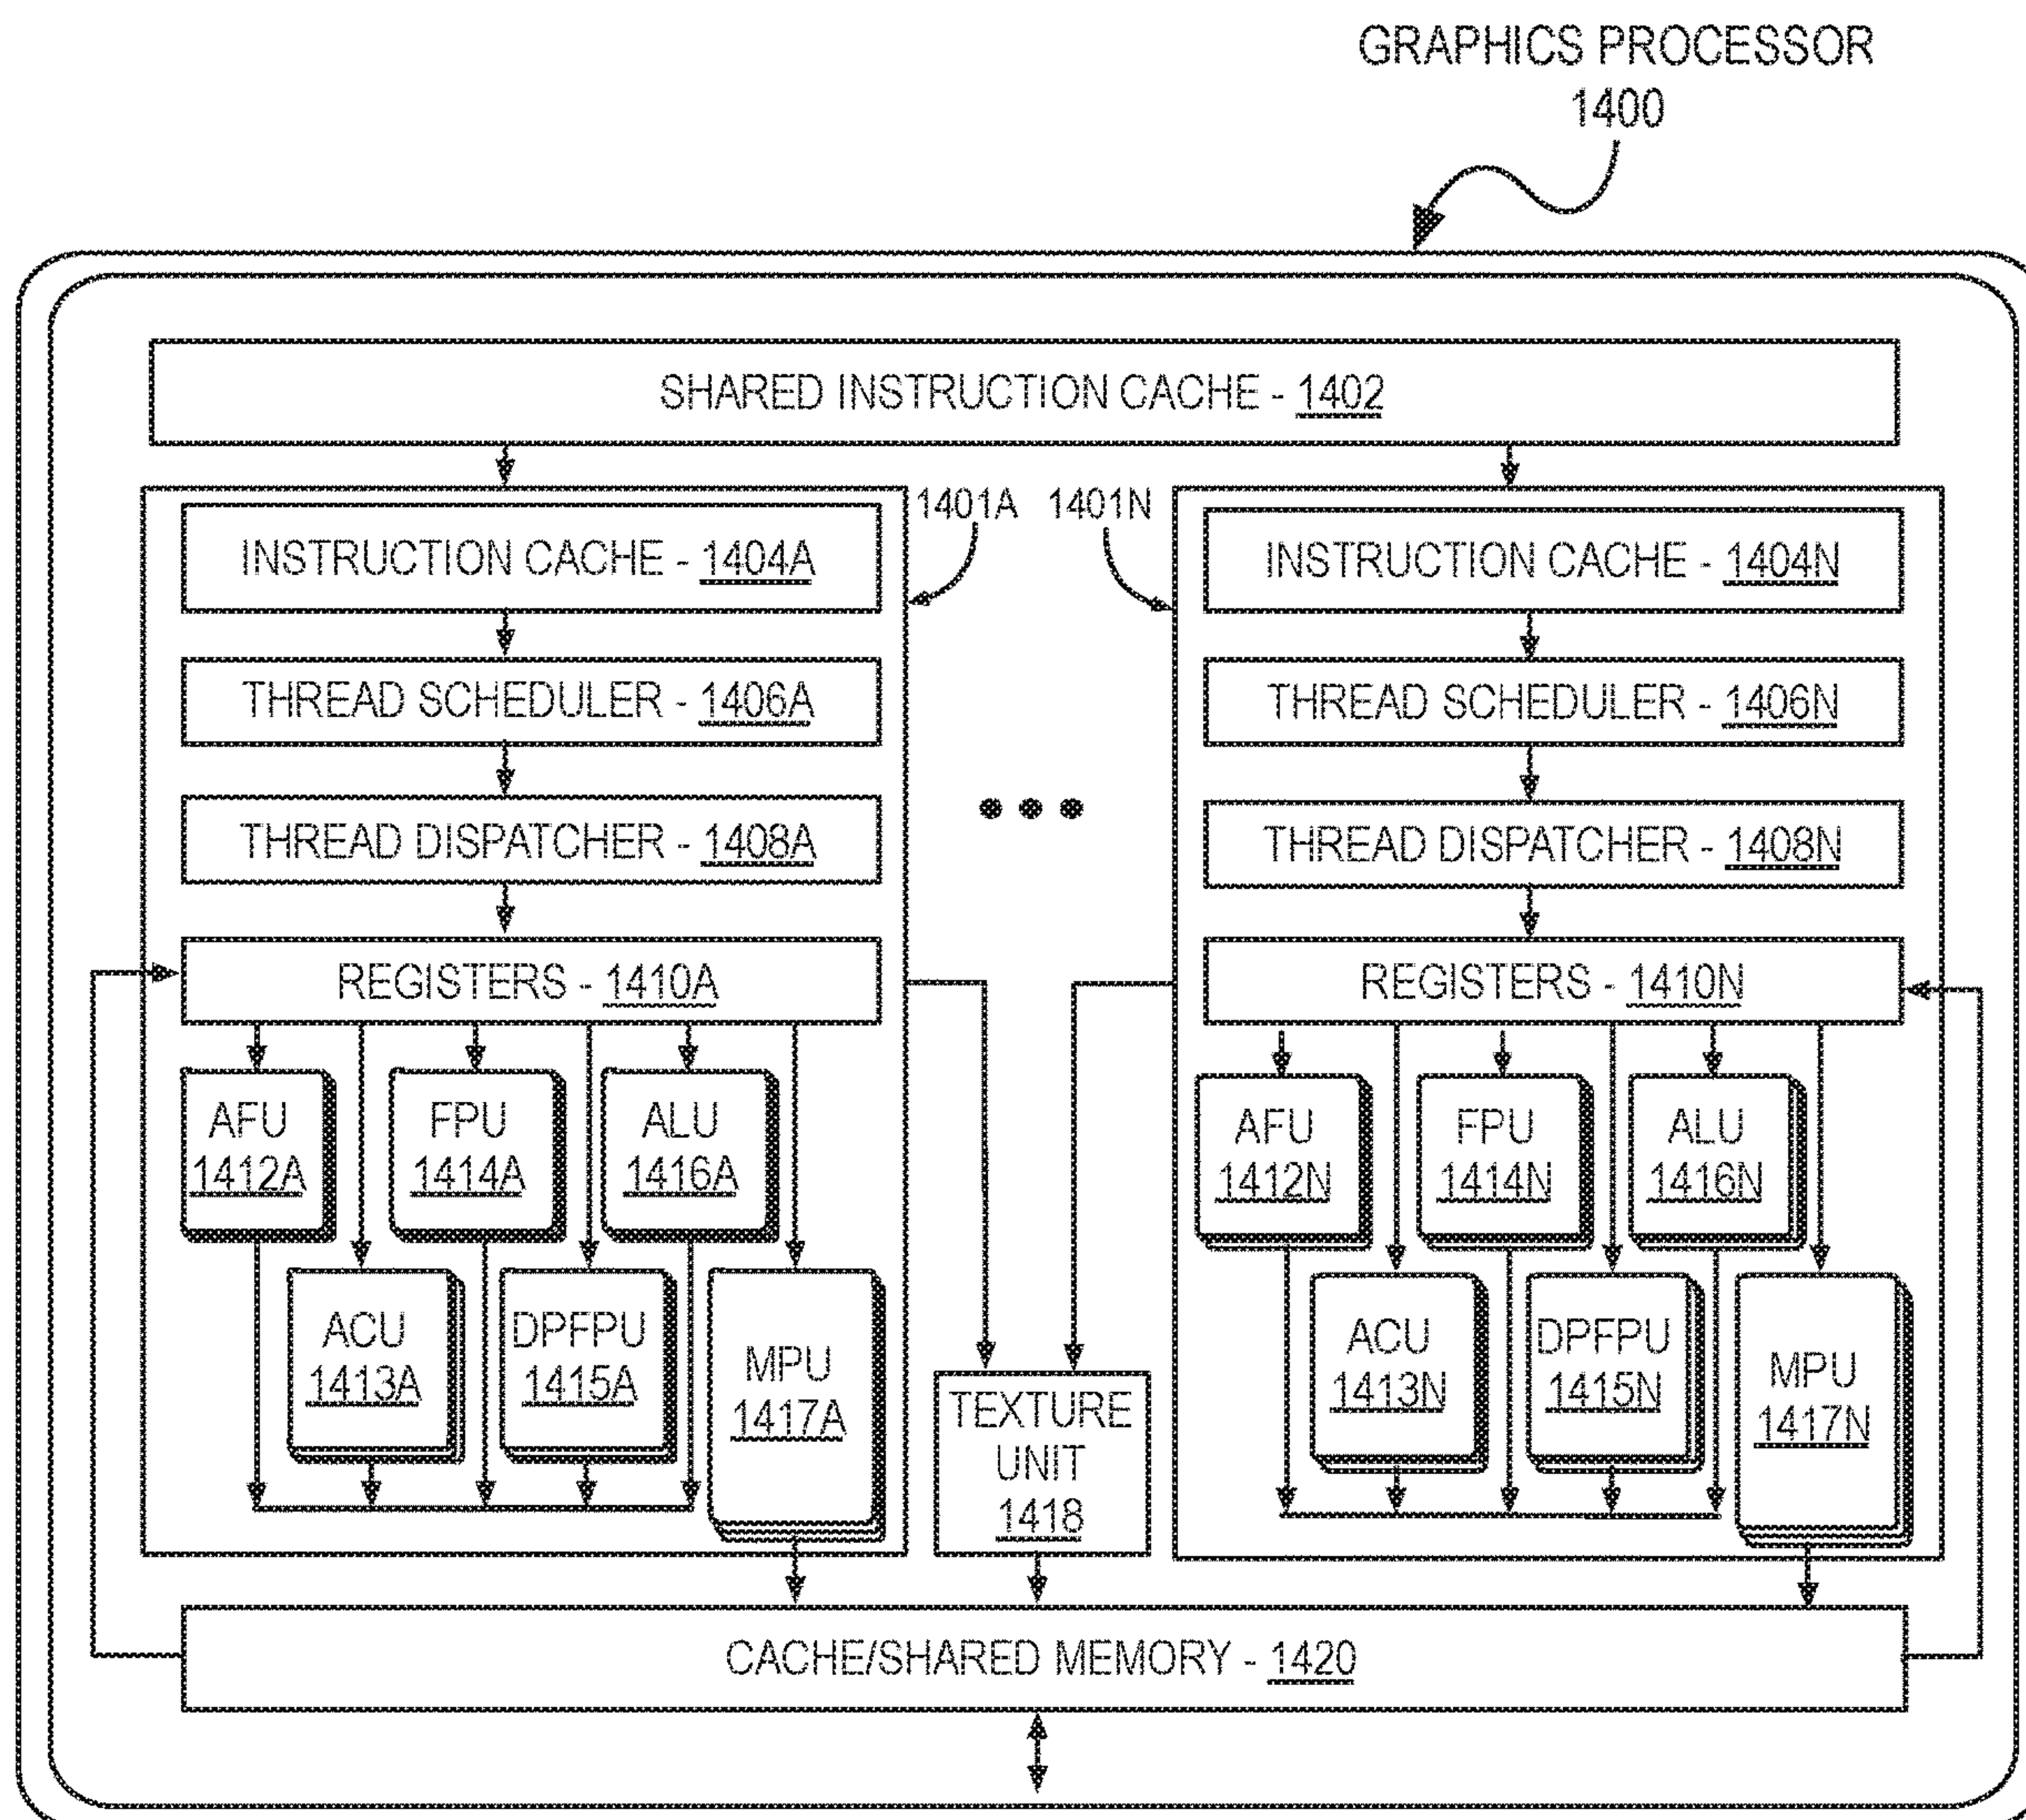 GRAPHICS PROCESSOR
1400
SHARED INSTRUCTION CACHE - 1402
1401A
1401N
INSTRUCTION CACHE - 1404A
THREAD SCHEDULER - 1406A
THREAD DISPATCHER - 1408A
REGISTERS - 1410A
AFU
1412A
FPU
1414A
ALU
1416A
ACU
1413A
DPFPU
1415A
MPU
1417A
TEXTURE
UNIT
1418
INSTRUCTION CACHE - 1404N
THREAD SCHEDULER - 1406N
THREAD DISPATCHER - 1408N
REGISTERS - 1410N
AFU
1412N
FPU
1414N
ALU
1416N
ACU
1413N
DPFPU
1415N
MPU
1417N
CACHE/SHARED MEMORY - 1420